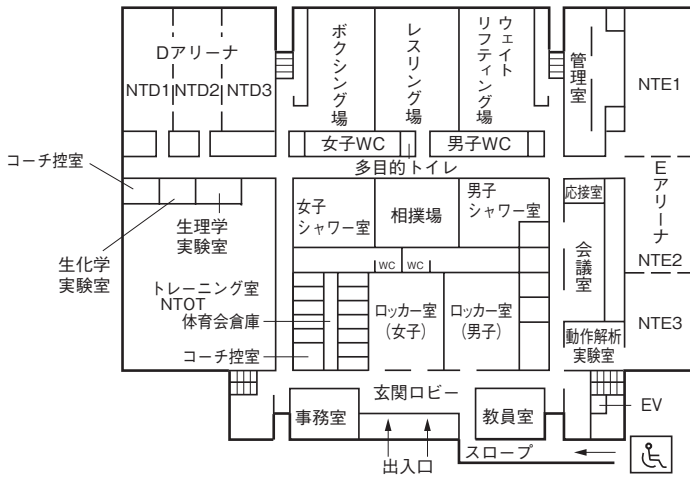 Dアリーナ
NTD1
NTD2
NTD3
ボクシング場
レスリング場
ウェイト
リフティング場
管理室
NTE1
女子WC
男子WC
コーチ控室
多目的トイレ
生理学
実験室
生化学
実験室
女子
シャワー室
相撲場
男子
シャワー室
応接室
Eアリーナ
会議室
NTE2
WC
WC
トレーニング室
NTOT
体育会倉庫
コーチ控室
ロッカー室
(女子)
ロッカー室
(男子)
NTE3
動作解析
実験室
玄関ロビー
事務室
教員室
EV
出入口
スロープ